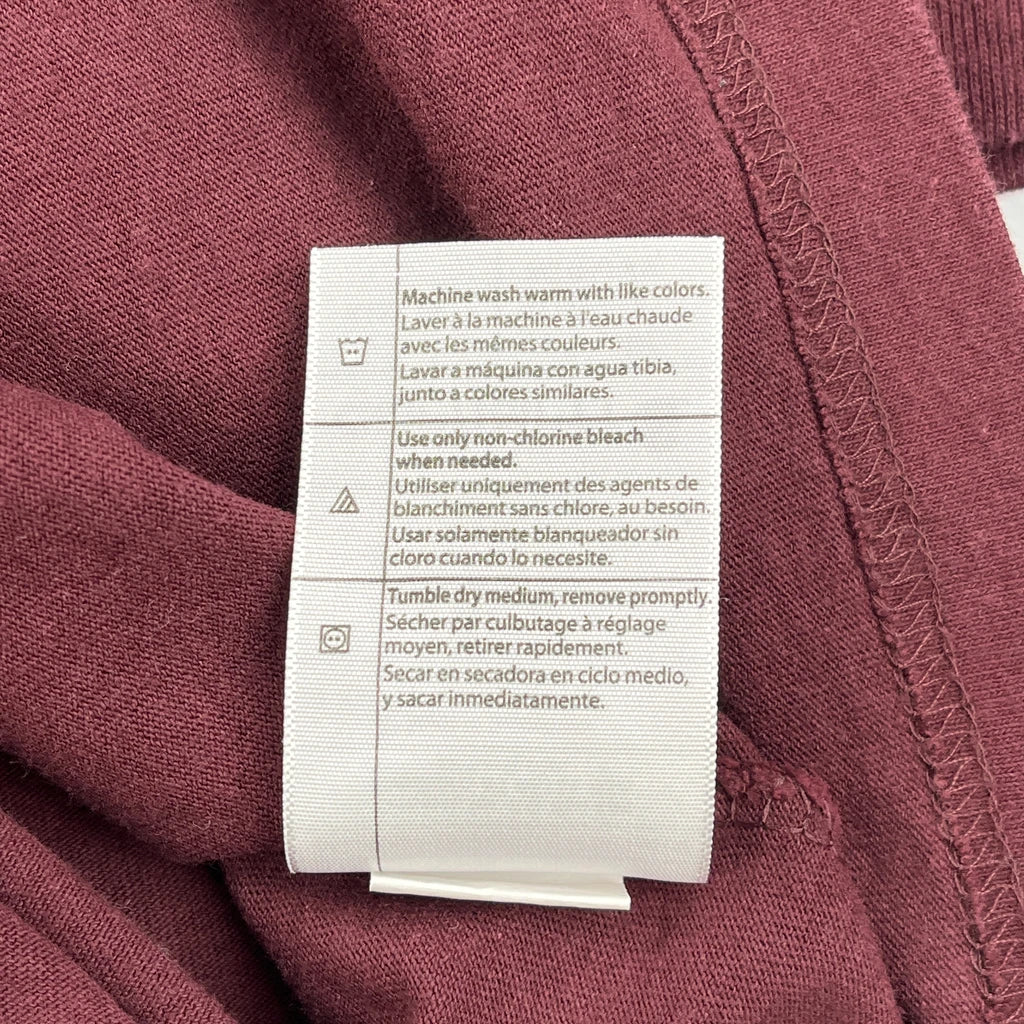 Machine wash warm with like colors.
Laver à la machine à l'eau chaude
avec les mêmes couleurs.
Lavar a máquina con agua tibia,
junto a colores similares.
Use only non-chlorine bleach
when needed.
Utiliser uniquement des agents de
blanchiment sans chlore, au besoin.
Usar solamente blanqueador sin
cloro cuando lo necesite.
Tumble dry medium, remove promptly.
Sécher par culbutage à réglage
moyen, retirer rapidement.
Secar en secadora en ciclo medio,
y sacar inmediatamente.